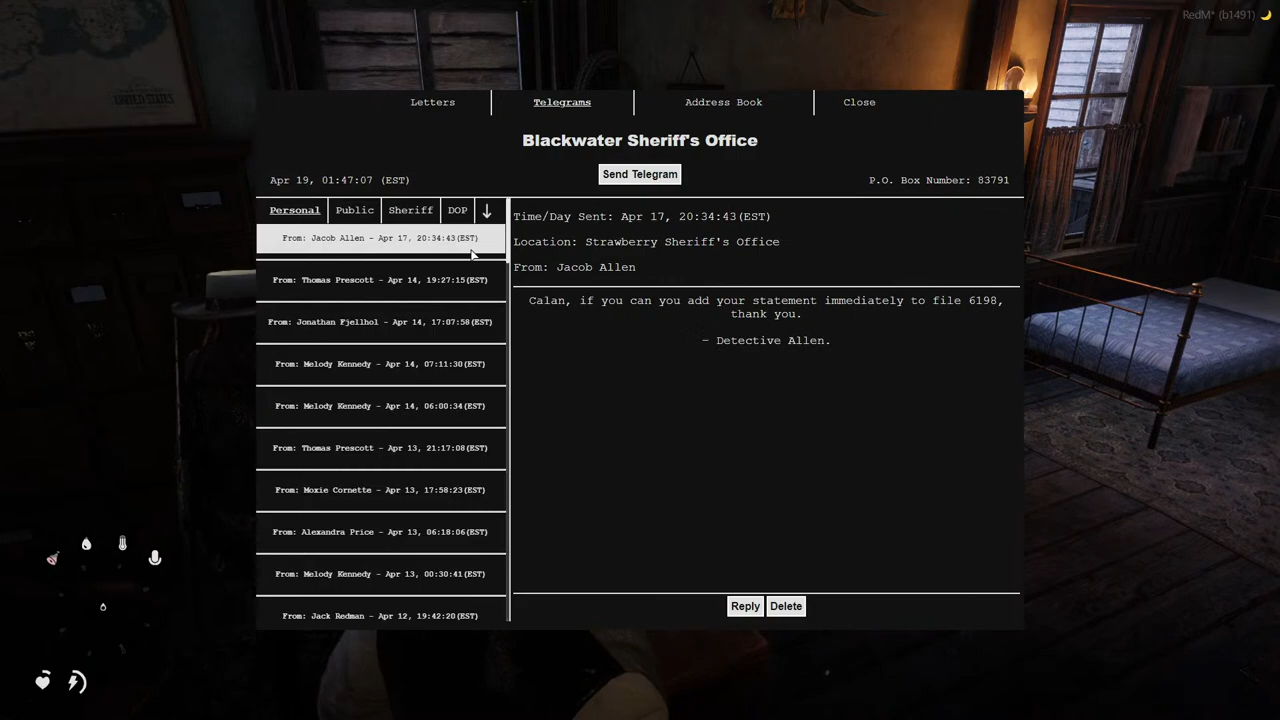 RedM* (b1491)
UNITED STATES
Letters
Telegrams
Address Book
Close
Blackwater Sheriff's Office
Send Telegram
Apr 19, 01:47:07 (EST)
P.O. Box Number: 83791
Personal
Public
Sheriff
DOP
↓
From: Jacob Allen - Apr 17, 20:34:43(EST)
From: Thomas Prescott - Apr 14, 19:27:15(EST)
From: Jonathan Fjellhol - Apr 14, 17:07:58(EST)
From: Melody Kennedy - Apr 14, 07:11:30(EST)
From: Melody Kennedy - Apr 14, 06:00:34(EST)
From: Thomas Prescott - Apr 13, 21:17:08(EST)
From: Moxie Cornette - Apr 13, 17:58:23(EST)
From: Alexandra Price - Apr 13, 06:18:06(EST)
From: Melody Kennedy - Apr 13, 00:30:41(EST)
From: Jack Redman - Apr 12, 19:42:20(EST)
Time/Day Sent: Apr 17, 20:34:43(EST)
Location: Strawberry Sheriff's Office
From: Jacob Allen
Calan, if you can you add your statement immediately to file 6198,
thank you.
- Detective Allen.
Reply
Delete